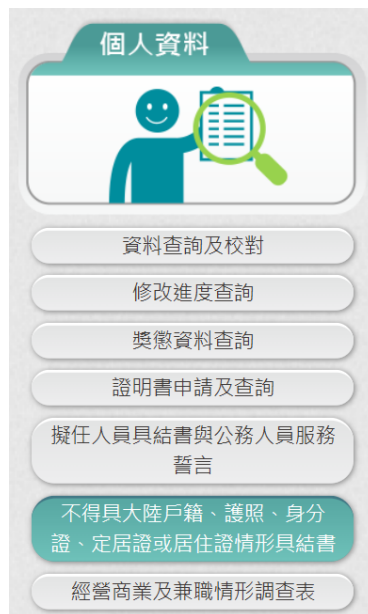 個人資料
資料查詢及校對
修改進度查詢
獎懲資料查詢
證明書申請及查詢
擬任人員具結書與公務人員服務
誓言
不得具大陸戶籍、護照、身分
證、定居證或居住證情形具結書
經營商業及兼職情形調查表